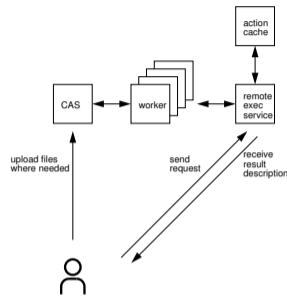 action
cache
CAS
worker
remote
exec
service
upload files
where needed
send
request
receive
result
description